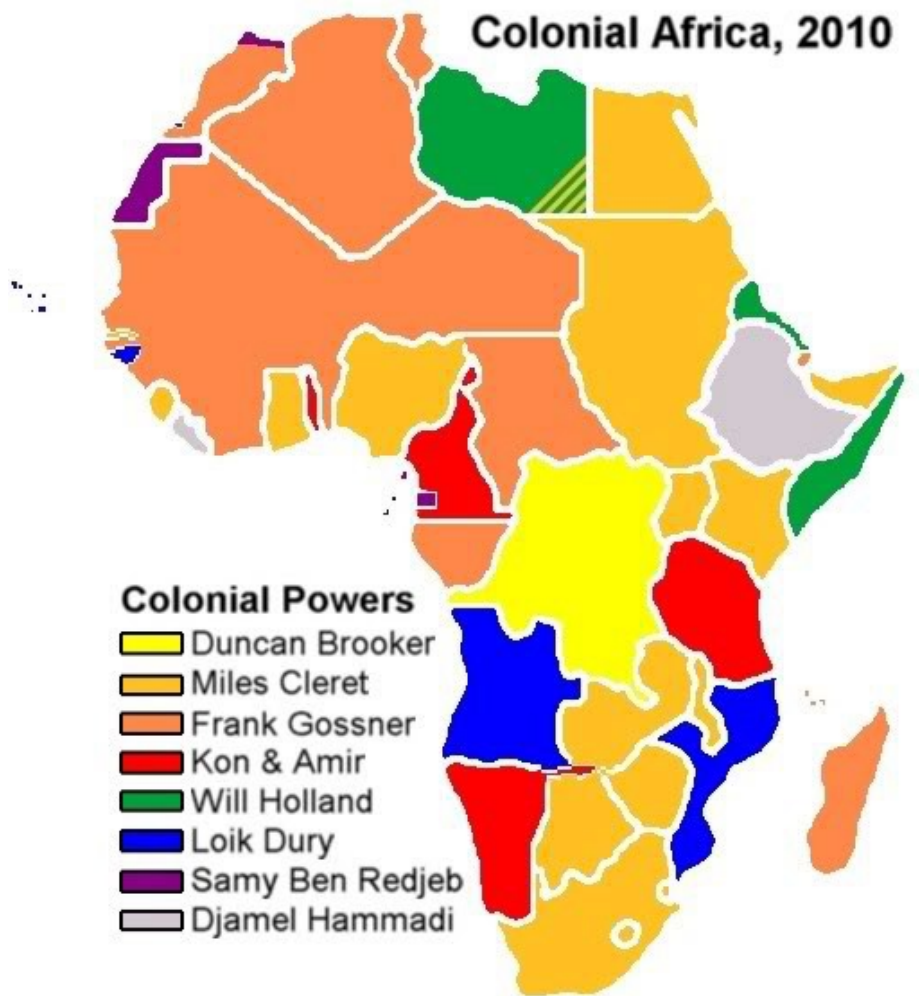 Colonial Africa, 2010
Colonial Powers
Duncan Brooker
Miles Cleret
Frank Gossner
Kon & Amir
Will Holland
Loik Dury
Samy Ben Redjeb
Djamel Hammadi